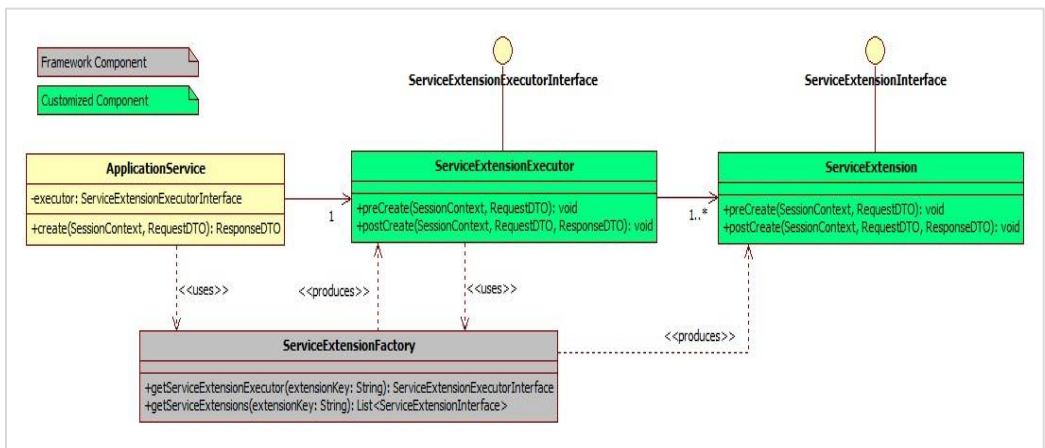 Framework Component
Customized Component
ServiceExtensionExecutorInterface
ServiceExtensionInterface
ApplicationService
-executor: ServiceExtensionExecutorInterface
+create(SessionContext, RequestDTO): ResponseDTO
1
ServiceExtensionExecutor
+preCreate(SessionContext, RequestDTO): void
+postCreate(SessionContext, RequestDTO, ResponseDTO): void
1..*
ServiceExtension
+preCreate(SessionContext, RequestDTO): void
+postCreate(SessionContext, RequestDTO, ResponseDTO): void
<<uses>>
<<produces>>
<<uses>>
<<produces>>
ServiceExtensionFactory
+getServiceExtensionExecutor(extensionKey: String): ServiceExtensionExecutorInterface
+getServiceExtensions(extensionKey: String): List<ServiceExtensionInterface>